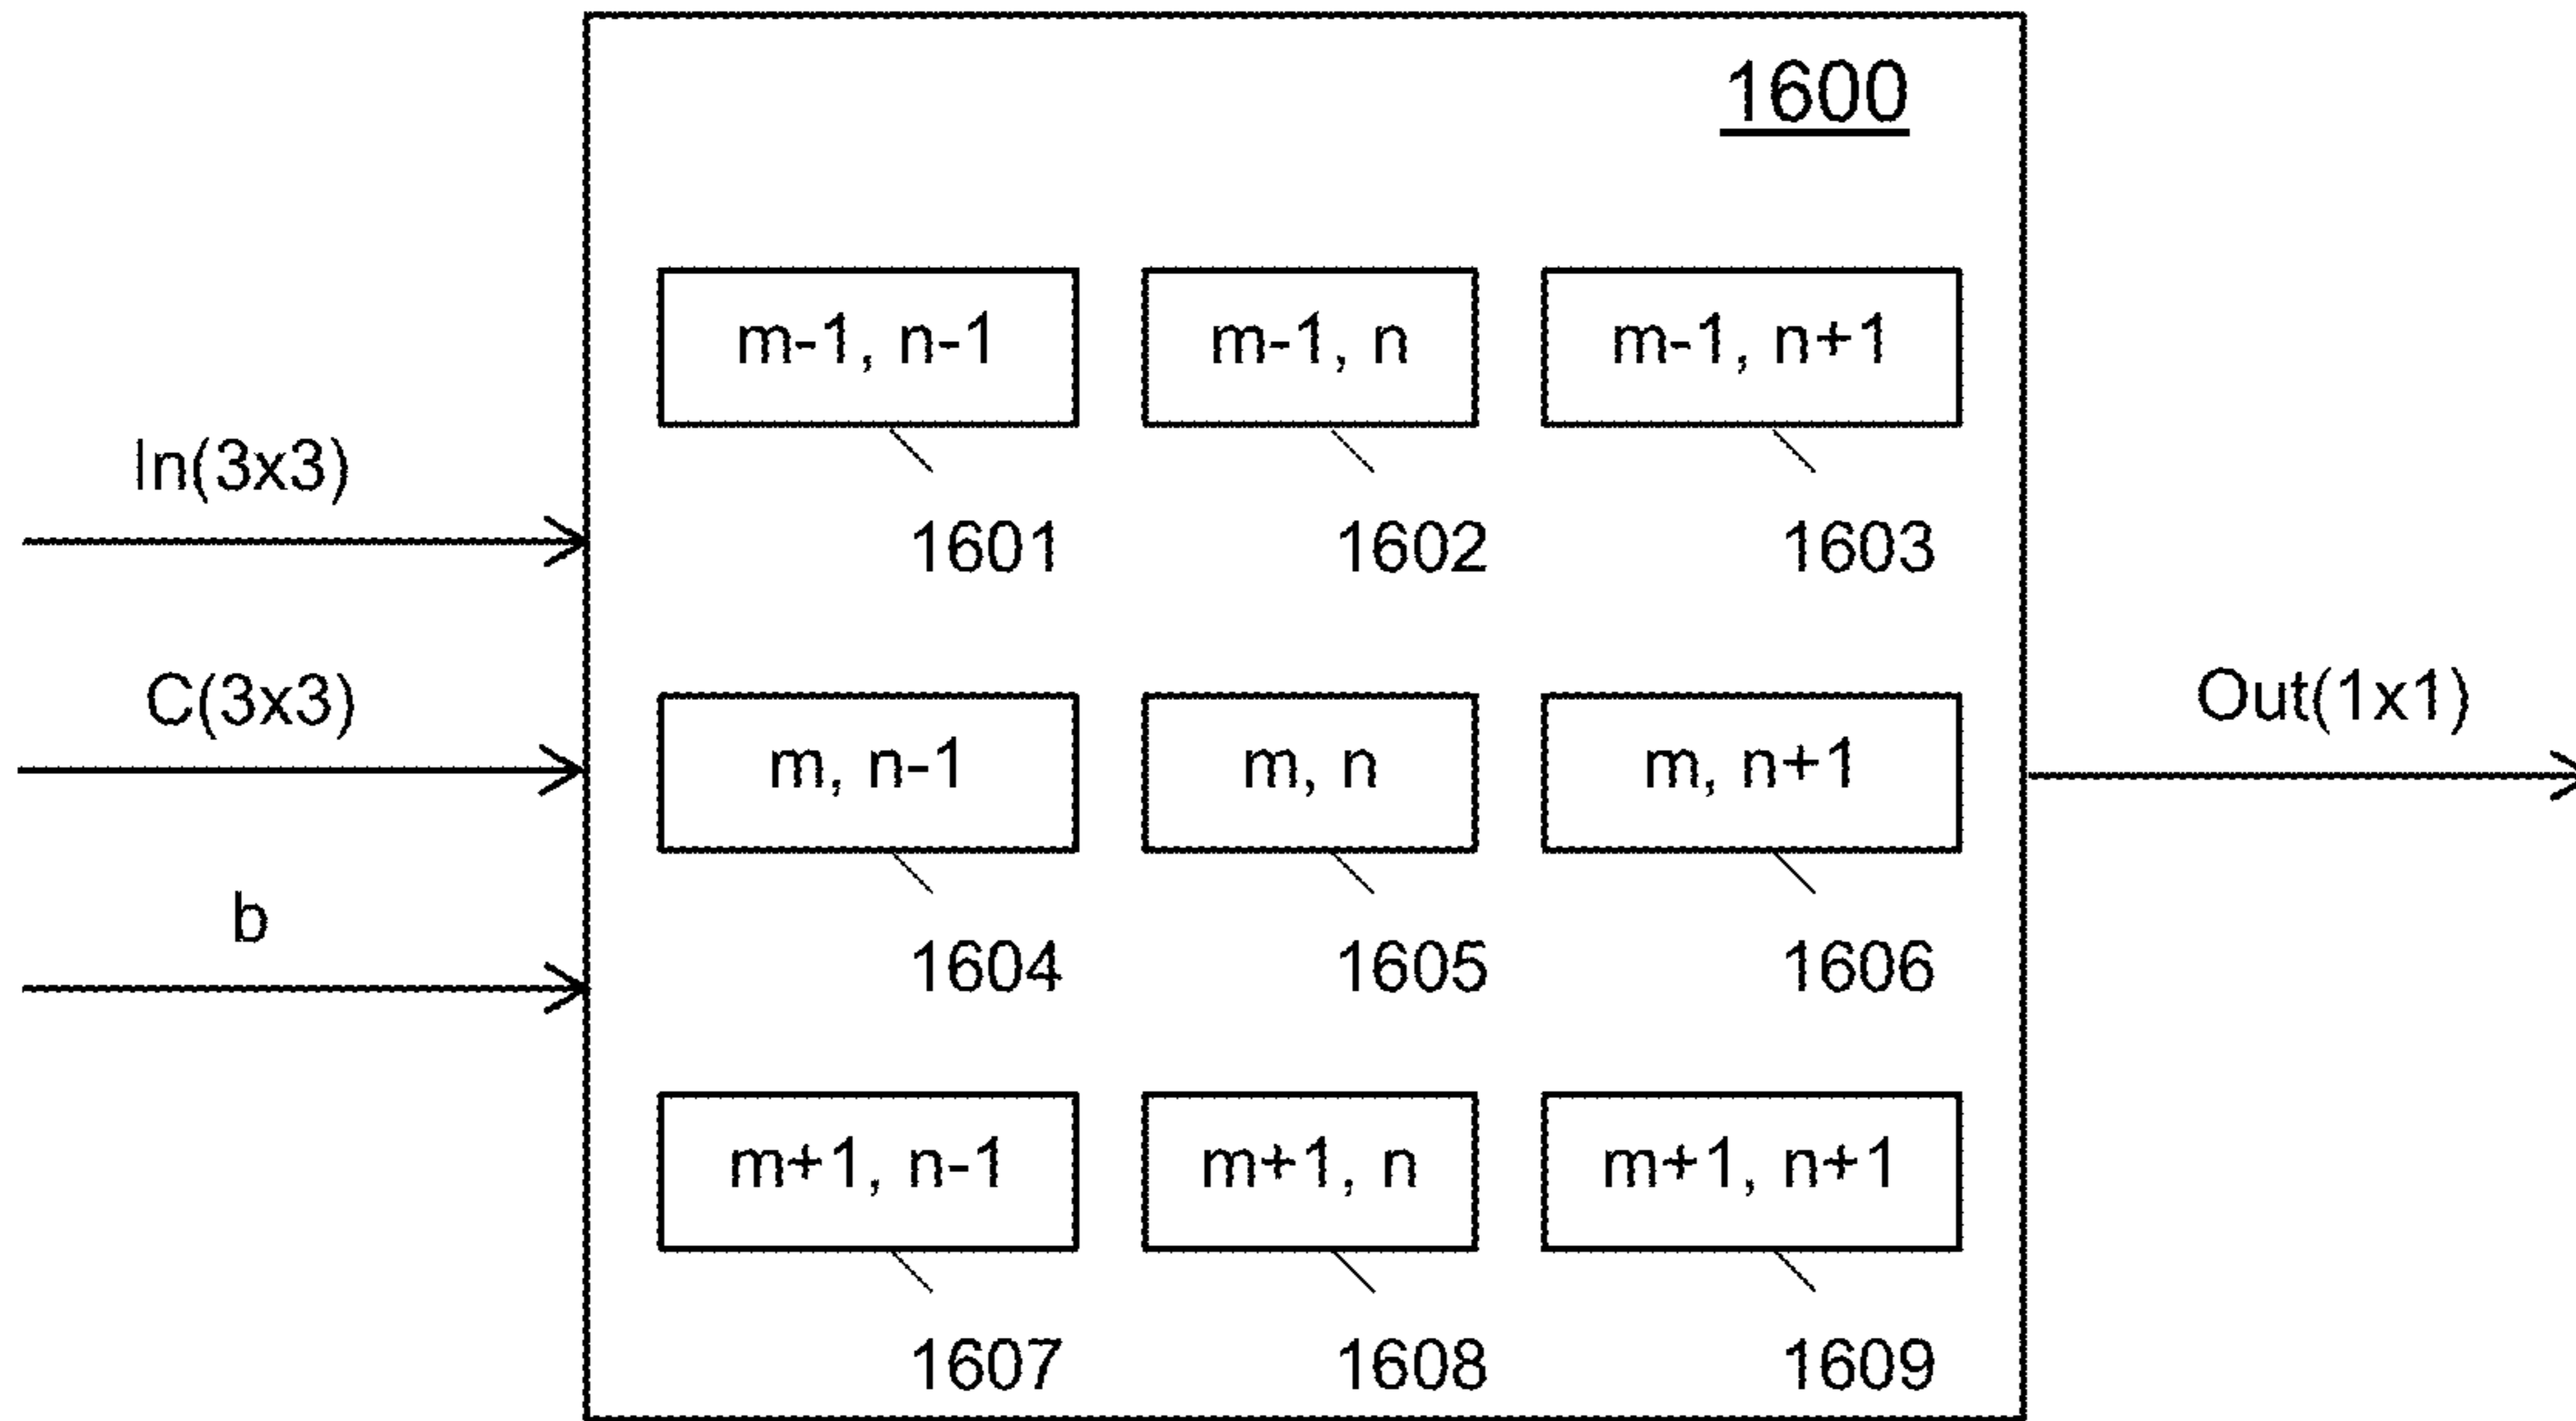 1600
m-1, n-1
m-1, n
m-1, n+1
In(3x3)
1601
1602
1603
C(3x3)
Out(1x1)
m, n-1
m, n
m, n+1
b
1604
1605
1606
m+1, n-1
m+1, n
m+1, n+1
1607
1608
1609